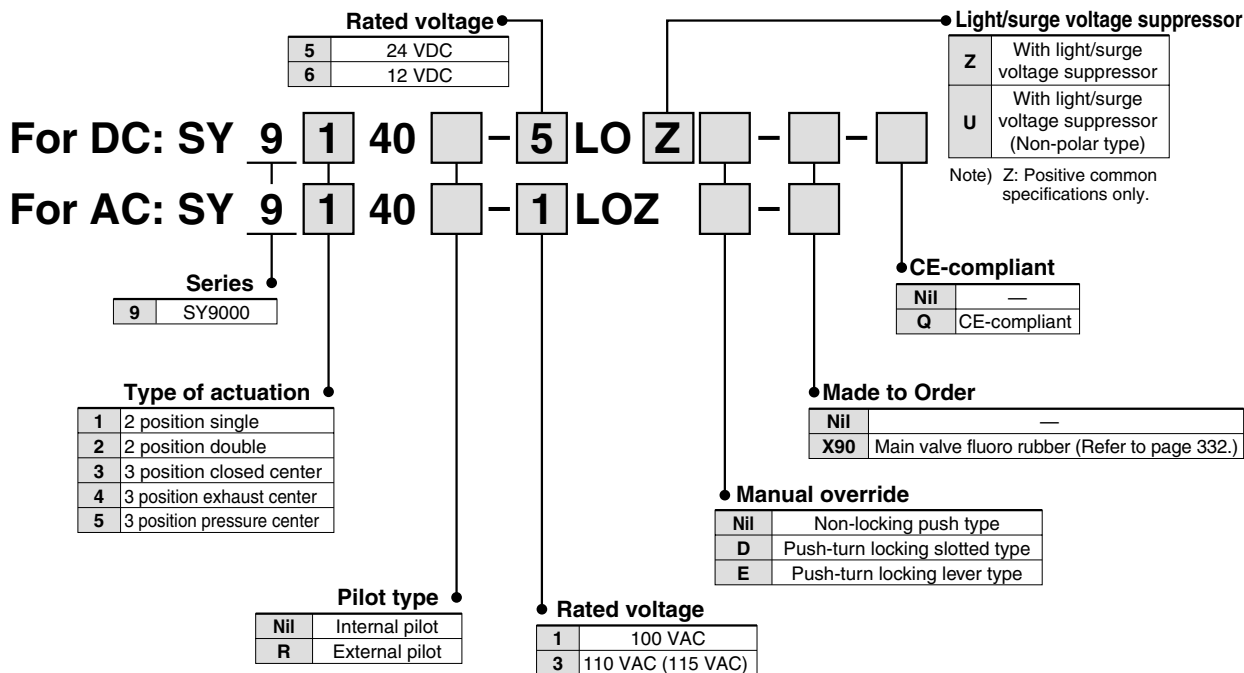 Rated voltage
5 24 VDC
6 12 VDC
Light/surge voltage suppressor
Z With light/surge
voltage suppressor
U With light/surge
voltage suppressor
(Non-polar type)
Note) Z: Positive common
specifications only.
For DC: SY 9 1 40 – 5 LO Z – –
For AC: SY 9 1 40 – 1 LOZ –
Series
9 SY9000
CE-compliant
Nil —
Q CE-compliant
Type of actuation
1 2 position single
2 2 position double
3 3 position closed center
4 3 position exhaust center
5 3 position pressure center
Made to Order
Nil —
X90 Main valve fluoro rubber (Refer to page 332.)
Manual override
Nil Non-locking push type
D Push-turn locking slotted type
E Push-turn locking lever type
Pilot type
Nil Internal pilot
R External pilot
Rated voltage
1 100 VAC
3 110 VAC (115 VAC)